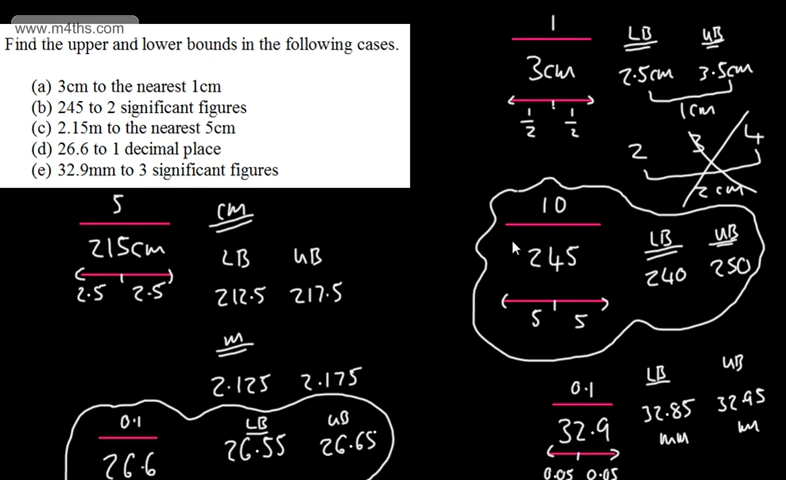 www.m4ths.com
Find the upper and lower bounds in the following cases.
(a) 3cm to the nearest 1cm
(b) 245 to 2 significant figures
(c) 2.15m to the nearest 5cm
(d) 26.6 to 1 decimal place
(e) 32.9mm to 3 significant figures
1
3cm
1/2 1/2
LB UB
2.5cm 3.5cm
1cm
2 3 4
2cm
5
215cm
2.5 2.5
cm
LB UB
212.5 217.5
m
2.125 2.175
10
245
5 5
LB UB
240 250
0.1
26.6
LB UB
26.55 26.65
0.1
32.9
0.05 0.05
LB UB
32.85 32.95
mm m